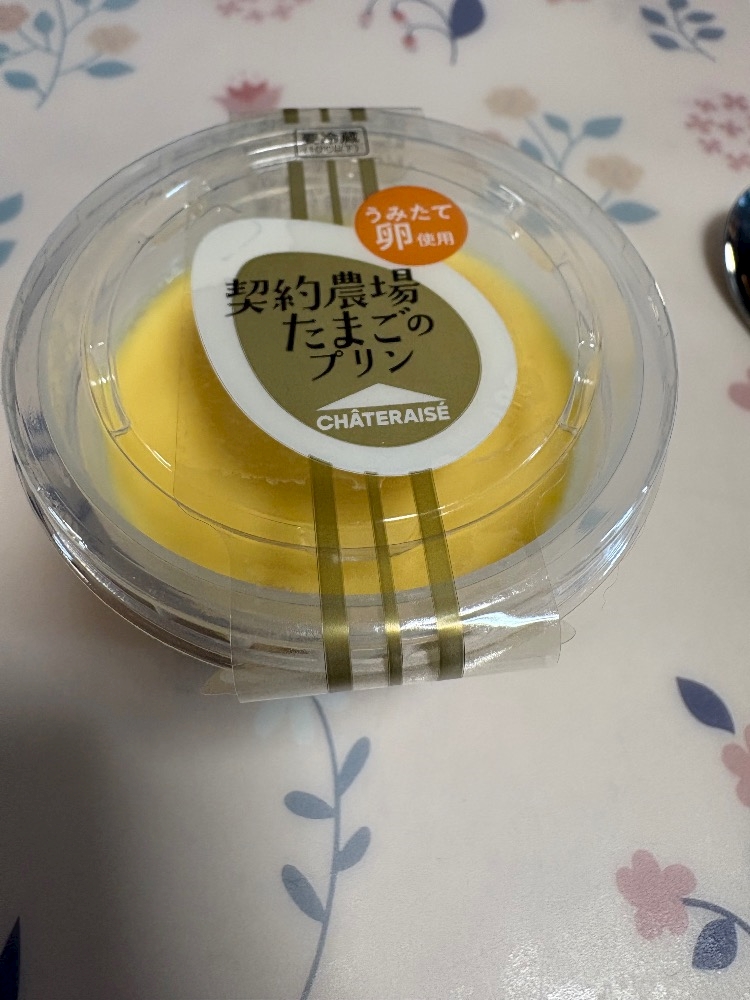 要冷蔵
うみたて
卵使用
契約農場
たまごの
プリン
CHÂTERAISÉ